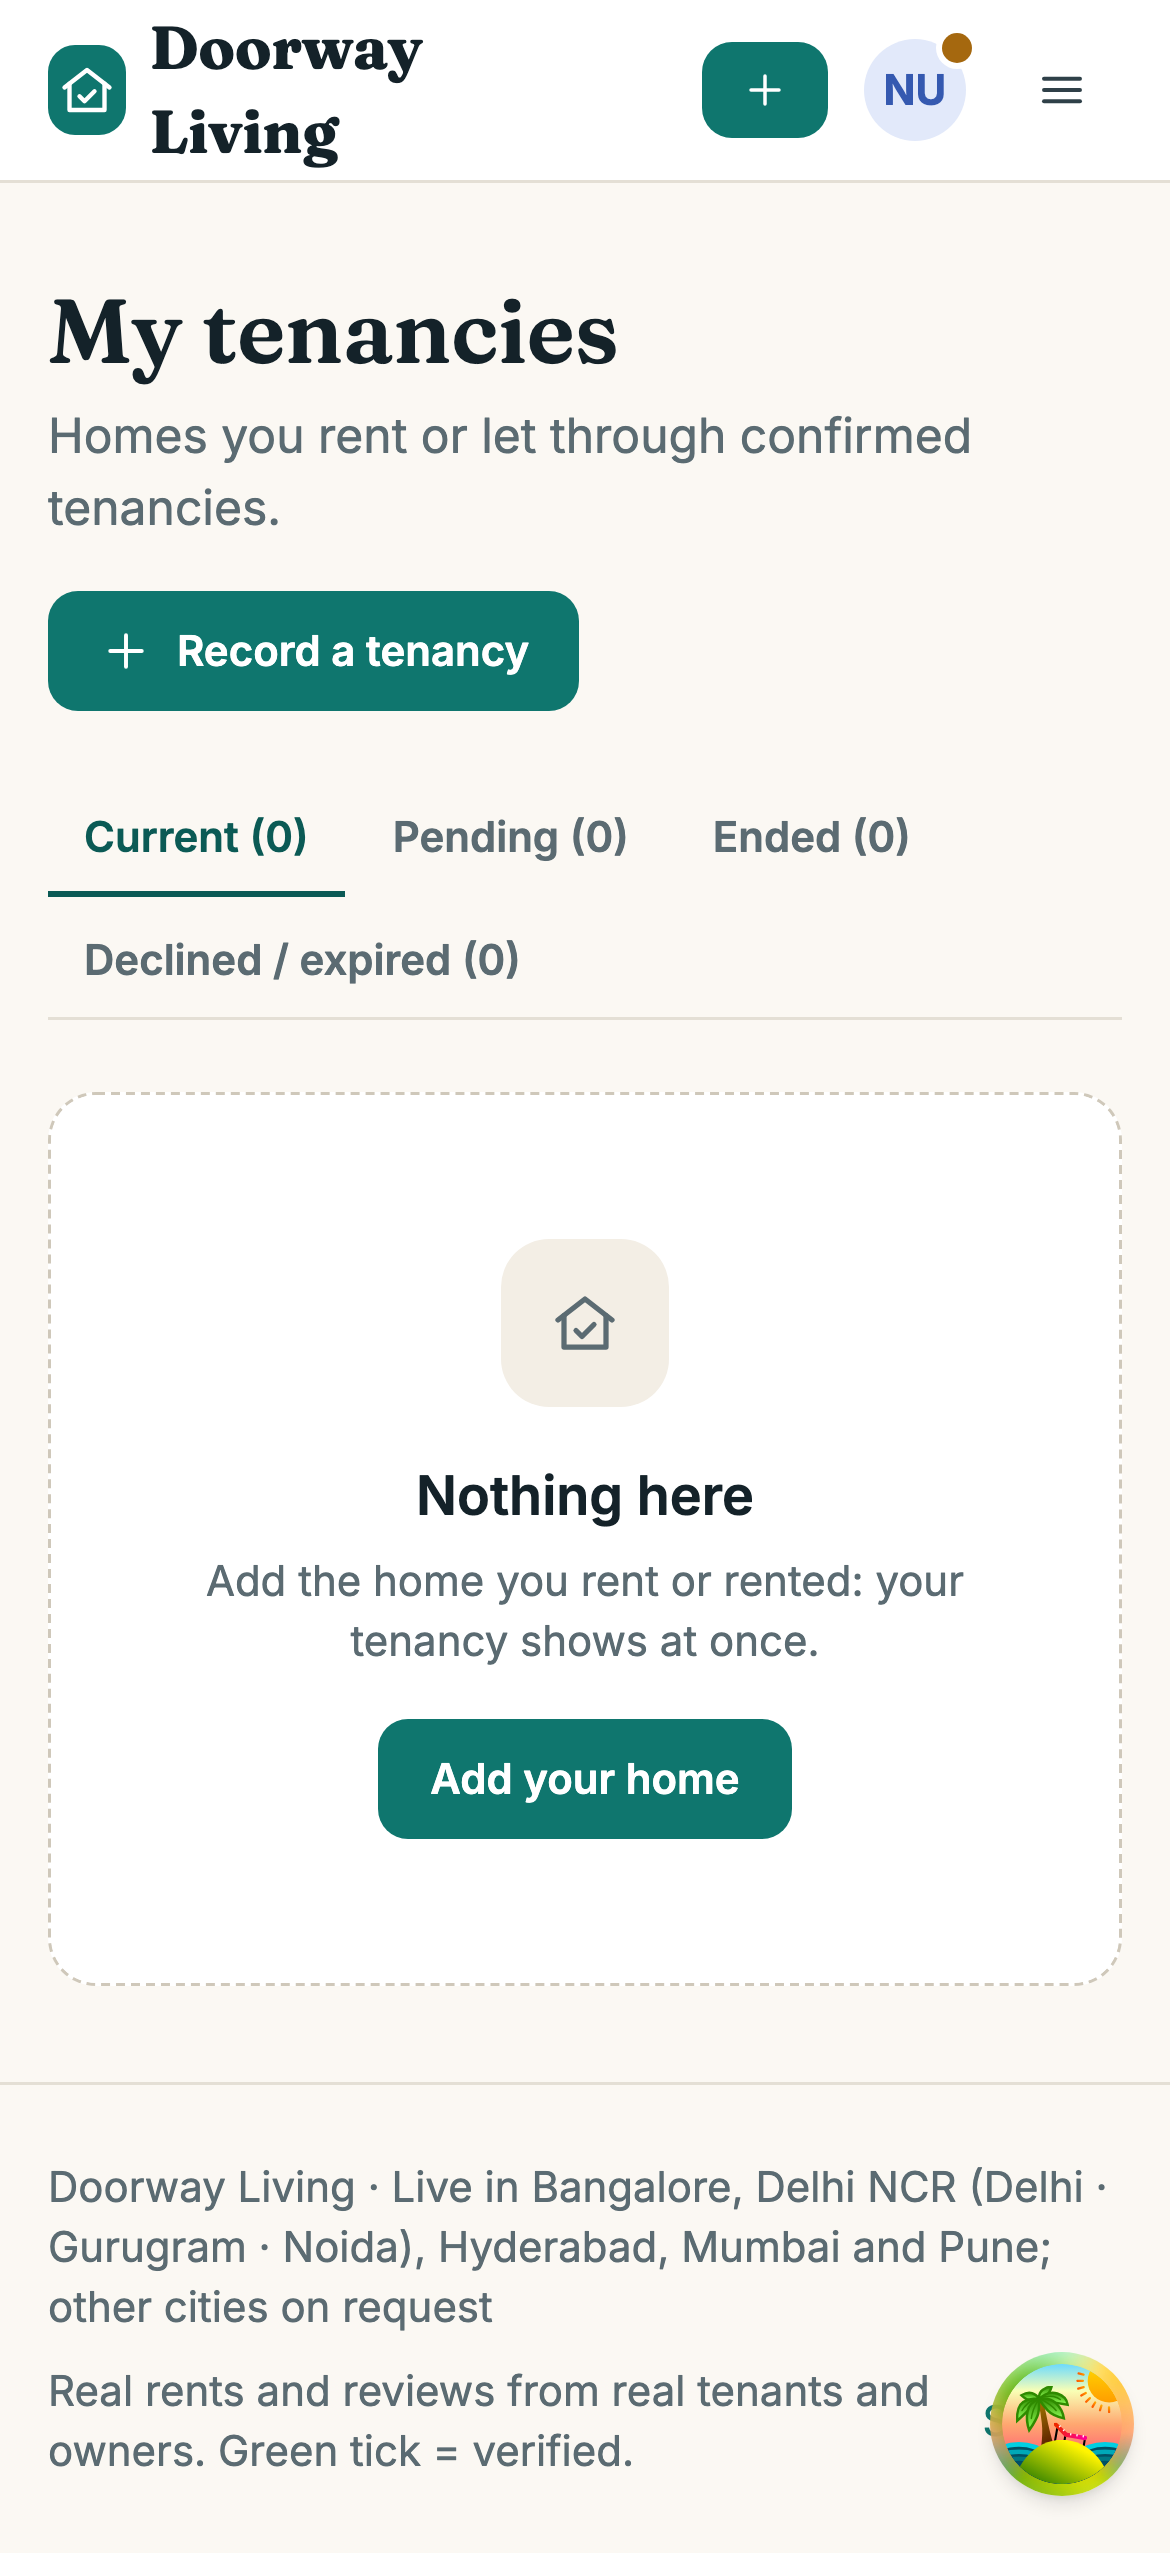 Doorway
Living
NU
My tenancies
Homes you rent or let through confirmed
tenancies.
Record a tenancy
Current (0)
Pending (0)
Ended (0)
Declined / expired (0)
Nothing here
Add the home you rent or rented: your
tenancy shows at once.
Add your home
Doorway Living · Live in Bangalore, Delhi NCR (Delhi ·
Gurugram · Noida), Hyderabad, Mumbai and Pune;
other cities on request
Real rents and reviews from real tenants and
owners. Green tick = verified.